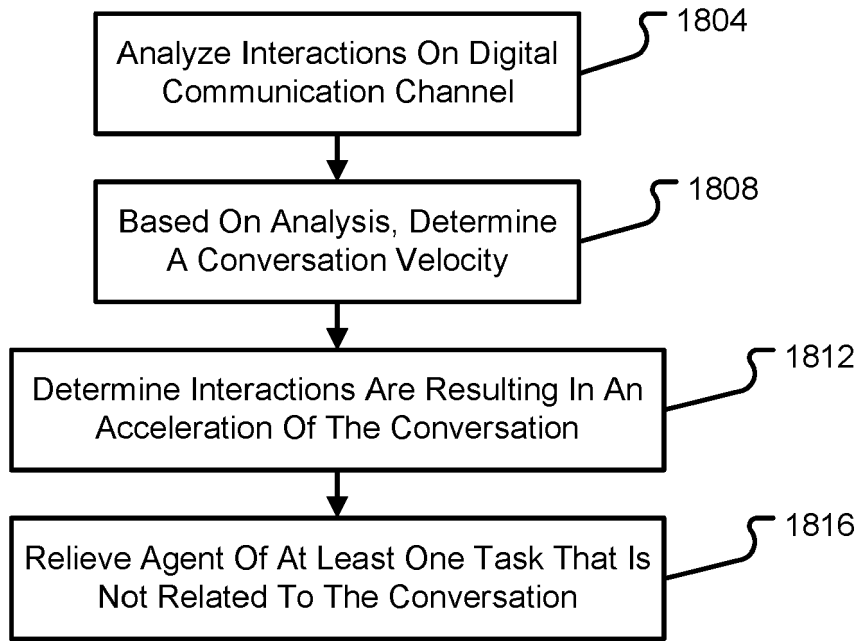 1804
Analyze Interactions On Digital
Communication Channel
1808
Based On Analysis, Determine
A Conversation Velocity
1812
Determine Interactions Are Resulting In An
Acceleration Of The Conversation
1816
Relieve Agent Of At Least One Task That Is
Not Related To The Conversation